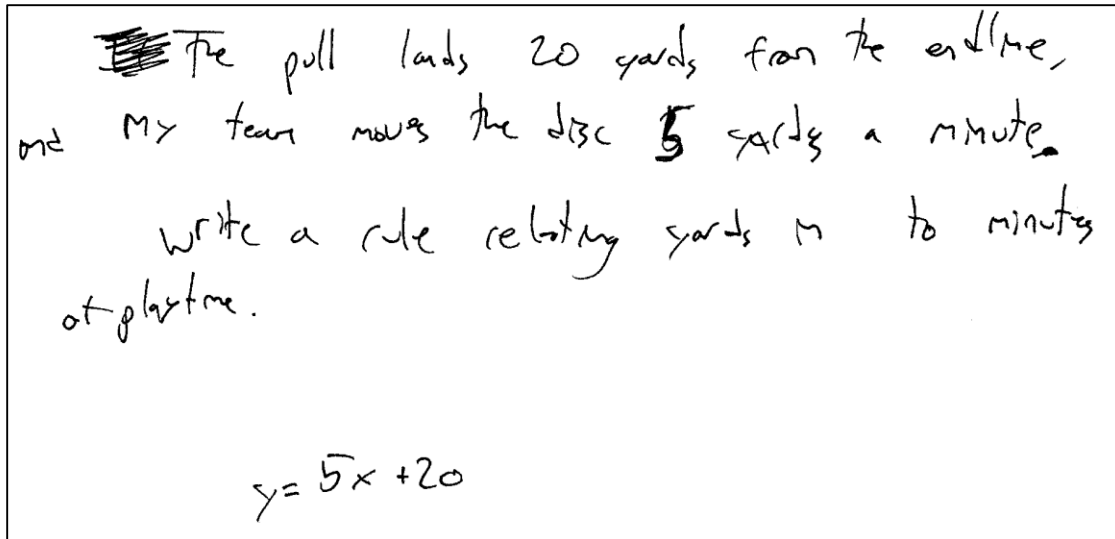 The pull lands 20 yards from the endline,
and My team moves the disc 5 yards a minute.
write a rule relating yards in to minutes
of playtime.
y = 5x + 20